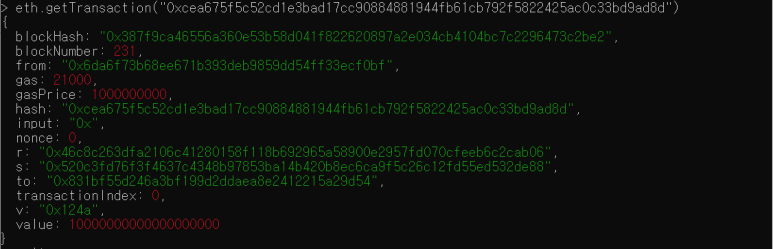 > eth.getTransaction("0xcea675f5c52cd1e3bad17cc90884881944fb61cb792f5822425ac0c33bd9ad8d")
{
  blockHash: "0x387f9ca46556a360e53b58d041f822620897a2e034cb4104bc7c2296473c2be2",
  blockNumber: 231,
  from: "0x6da6f73b68ee671b393deb9859dd54ff33ecf0bf",
  gas: 21000,
  gasPrice: 1000000000,
  hash: "0xcea675f5c52cd1e3bad17cc90884881944fb61cb792f5822425ac0c33bd9ad8d",
  input: "0x",
  nonce: 0,
  r: "0x46c8c263dfa2106c41280158f118b692965a58900e2957fd070cfeeb6c2cab06",
  s: "0x520c3fd76f3f4637c4348b97853ba14b420b8ec6ca9f5c26c12fd55ed532de88",
  to: "0x831bf55d246a3bf199d2ddaea8e2412215a29d54",
  transactionIndex: 0,
  v: "0x124a",
  value: 10000000000000000000
}